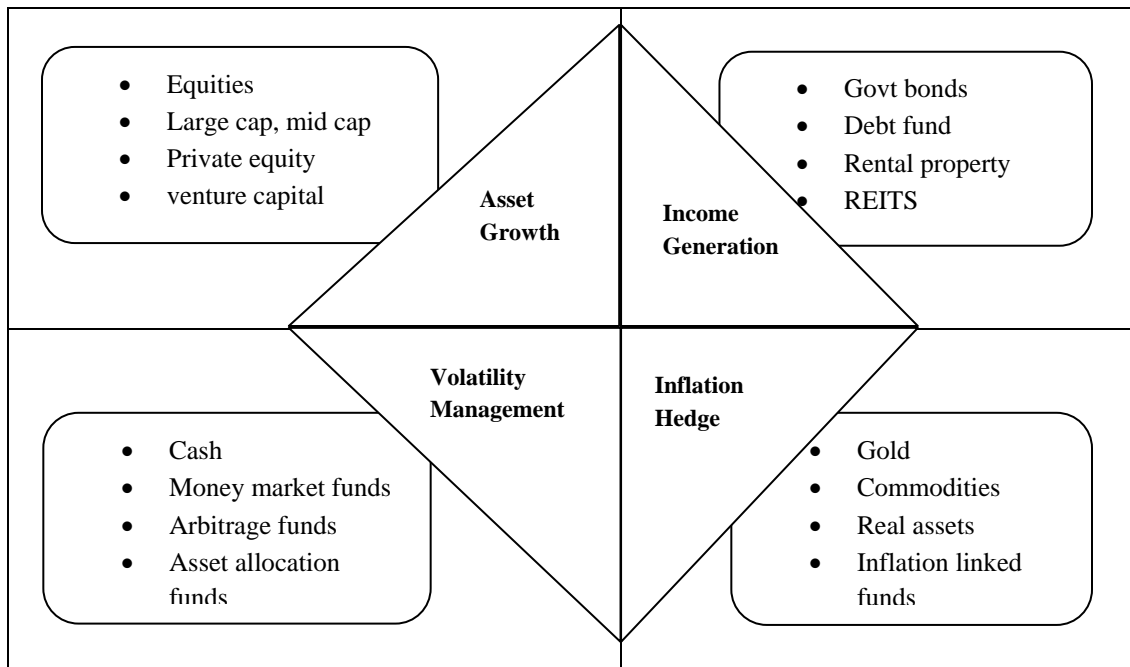 • Equities
• Large cap, mid cap
• Private equity
• venture capital
• Govt bonds
• Debt fund
• Rental property
• REITS
Asset
Growth
Income
Generation
Volatility
Management
Inflation
Hedge
• Cash
• Money market funds
• Arbitrage funds
• Asset allocation
funds
• Gold
• Commodities
• Real assets
• Inflation linked
funds